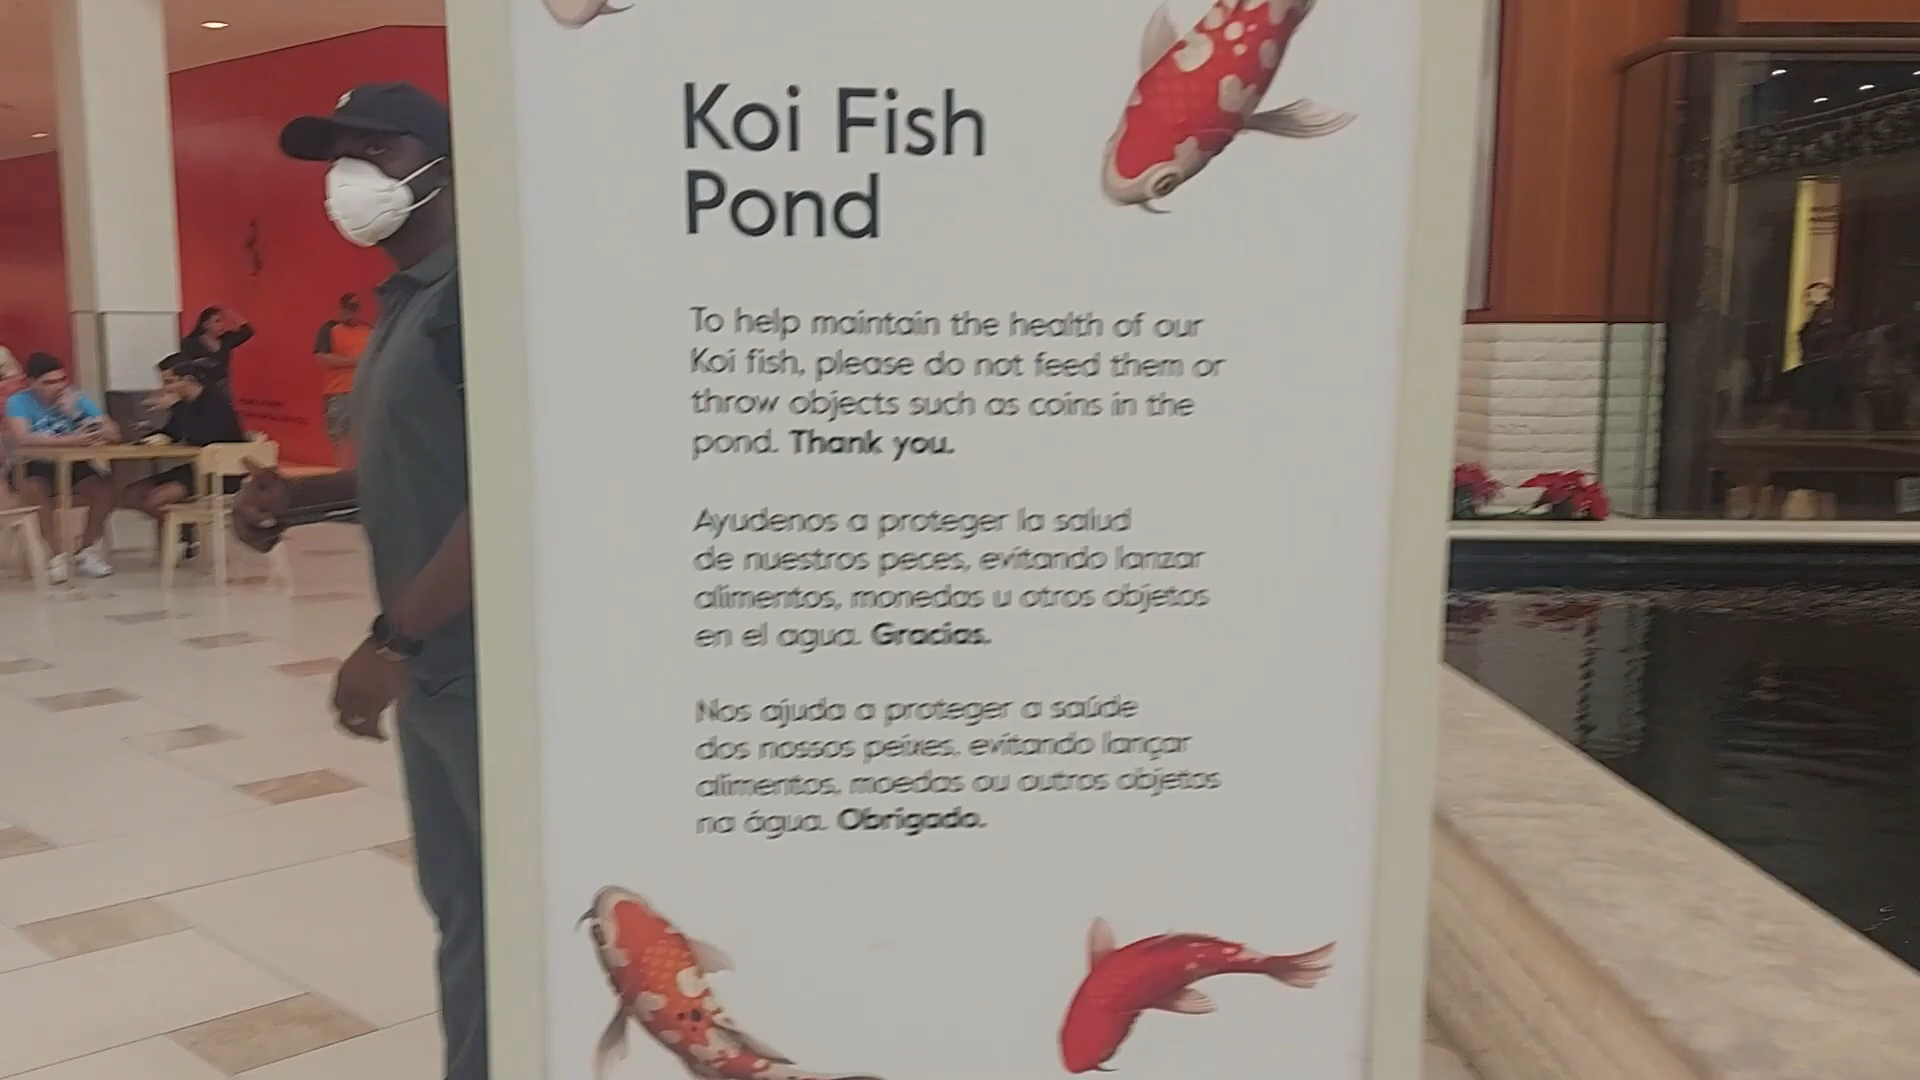 Koi Fish
Pond
To help maintain the health of our
Koi fish, please do not feed them or
throw objects such as coins in the
pond. Thank you.
Ayudenos a proteger la salud
de nuestros peces, evitando lanzar
alimentos, monedas u otros objetos
en el agua. Gracias.
Nos ajuda a proteger a saúde
dos nossos peixes, evitando lançar
alimentos, moedas ou outros objetos
na água. Obrigado.